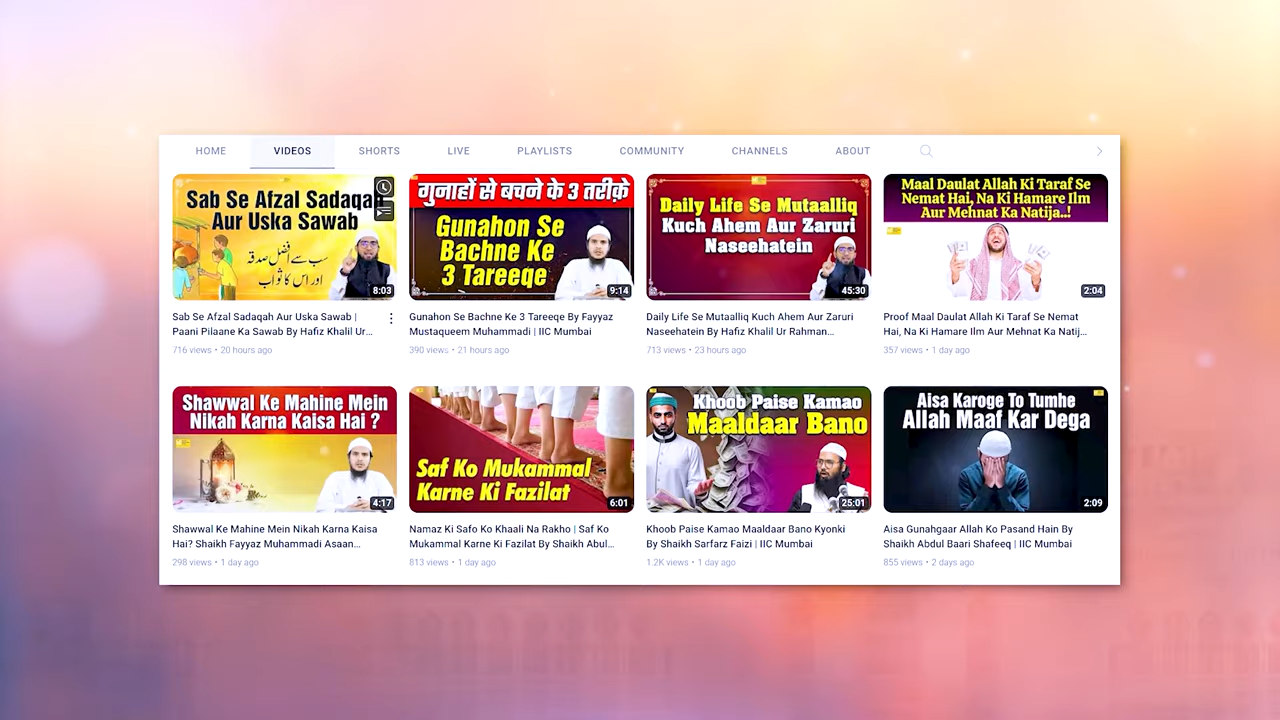 HOME VIDEOS SHORTS LIVE PLAYLISTS COMMUNITY CHANNELS ABOUT
Sab Se Afzal Sadaqah
Aur Uska Sawab
سب سے افضل صدقہ
اور اس کا ثواب
8:03
Sab Se Afzal Sadaqah Aur Uska Sawab |
Paani Pilaane Ka Sawab By Hafiz Khalil Ur...
716 views • 20 hours ago
गुनाहों से बचने के 3 तरीक़े
Gunahon Se
Bachne Ke
3 Tareeqe
9:14
Gunahon Se Bachne Ke 3 Tareeqe By Fayyaz
Mustaqueem Muhammadi | IIC Mumbai
390 views • 21 hours ago
Daily Life Se Mutaalliq
Kuch Ahem Aur Zaruri
Naseehatein
45:30
Daily Life Se Mutaalliq Kuch Ahem Aur Zaruri
Naseehatein By Hafiz Khalil Ur Rahman...
713 views • 23 hours ago
Maal Daulat Allah Ki Taraf Se
Nemat Hai, Na Ki Hamare Ilm
Aur Mehnat Ka Natija..!
2:04
Proof Maal Daulat Allah Ki Taraf Se Nemat
Hai, Na Ki Hamare Ilm Aur Mehnat Ka Natij...
357 views • 1 day ago
Shawwal Ke Mahine Mein
Nikah Karna Kaisa Hai ?
4:17
Shawwal Ke Mahine Mein Nikah Karna Kaisa
Hai? Shaikh Fayyaz Muhammadi Asaan...
298 views • 1 day ago
Saf Ko Mukammal
Karne Ki Fazilat
6:01
Namaz Ki Safo Ko Khaali Na Rakho | Saf Ko
Mukammal Karne Ki Fazilat By Shaikh Abul...
813 views • 1 day ago
Khoob Paise Kamao
Maaldaar Bano
25:01
Khoob Paise Kamao Maaldaar Bano Kyonki
By Shaikh Sarfarz Faizi | IIC Mumbai
1.2K views • 1 day ago
Aisa Karoge To Tumhe
Allah Maaf Kar Dega
2:09
Aisa Gunahgaar Allah Ko Pasand Hain By
Shaikh Abdul Baari Shafeeq | IIC Mumbai
855 views • 2 days ago